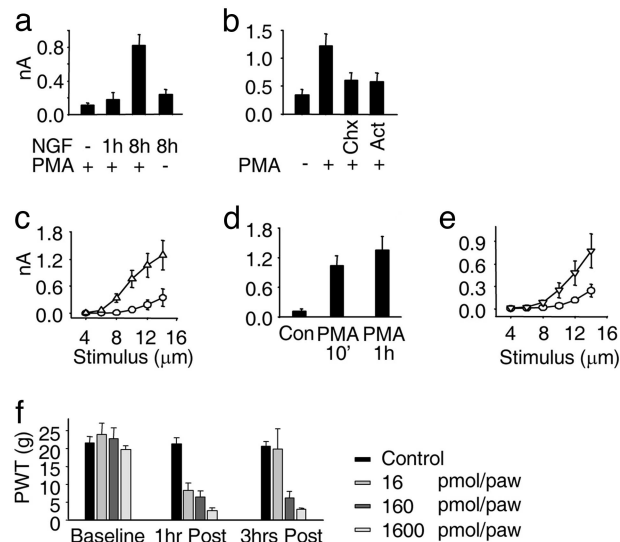 a
nA
0.8
0.4
0.0
NGF - 1h 8h 8h
PMA + + + -
b
1.5
1.0
0.5
0.0
Chx
Act
PMA - + + +
c
nA
1.8
1.2
0.6
0.0
4 8 12 16
Stimulus (μm)
d
1.8
1.2
0.6
0.0
Con PMA PMA
10' 1h
e
0.9
0.6
0.3
0.0
4 8 12 16
Stimulus (μm)
f
PWT (g)
25
20
15
10
5
0
Baseline 1hr Post 3hrs Post
Control
16 pmol/paw
160 pmol/paw
1600 pmol/paw